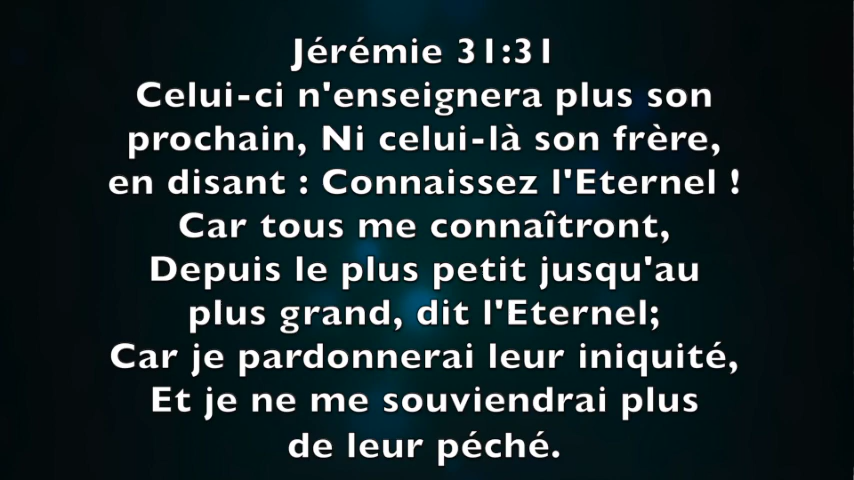 Jérémie 31:31
Celui-ci n'enseignera plus son
prochain, Ni celui-là son frère,
en disant : Connaissez l'Eternel !
Car tous me connaîtront,
Depuis le plus petit jusqu'au
plus grand, dit l'Eternel;
Car je pardonnerai leur iniquité,
Et je ne me souviendrai plus
de leur péché.